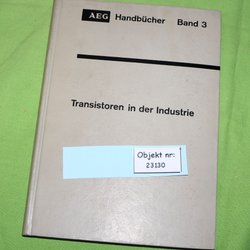 AEG Handbücher Band 3
Transistoren in der Industrie
Objekt nr:
23130